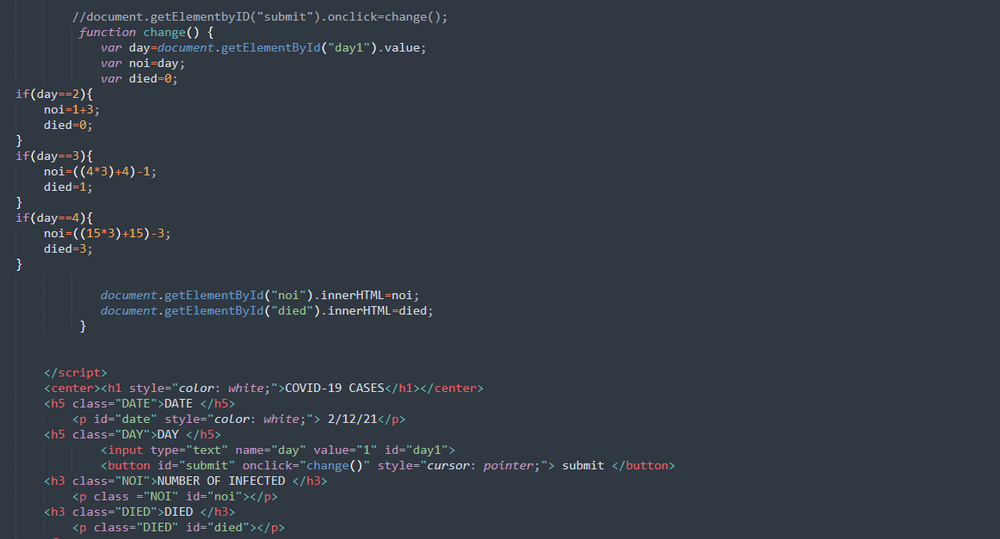 //document.getElementbyID("submit").onclick=change();
function change() {
var day=document.getElementById("day1").value;
var noi=day;
var died=0;
if(day==2){
noi=1+3;
died=0;
}
if(day==3){
noi=((4*3)+4)-1;
died=1;
}
if(day==4){
noi=((15*3)+15)-3;
died=3;
}
document.getElementById("noi").innerHTML=noi;
document.getElementById("died").innerHTML=died;
}
</script>
<center><h1 style="color: white;">COVID-19 CASES</h1></center>
<h5 class="DATE">DATE </h5>
<p id="date" style="color: white;"> 2/12/21</p>
<h5 class="DAY">DAY </h5>
<input type="text" name="day" value="1" id="day1">
<button id="submit" onclick="change()" style="cursor: pointer;"> submit </button>
<h3 class="NOI">NUMBER OF INFECTED </h3>
<p class ="NOI" id="noi"></p>
<h3 class="DIED">DIED </h3>
<p class="DIED" id="died"></p>